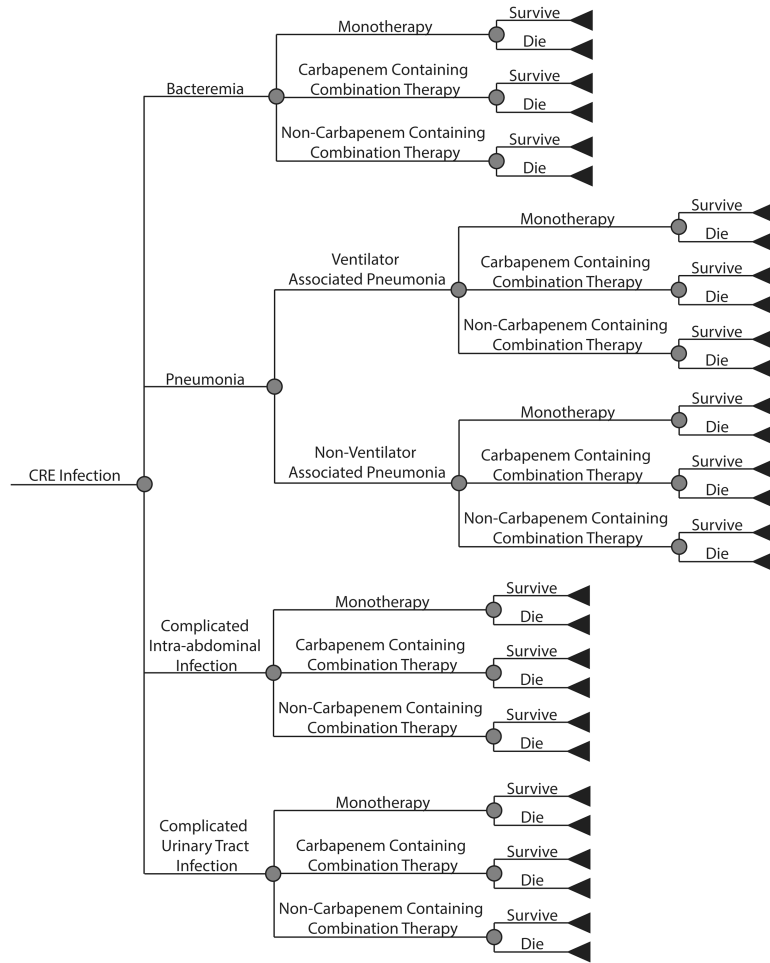 CRE Infection
Bacteremia
Monotherapy
Survive
Die
Carbapenem Containing
Combination Therapy
Survive
Die
Non-Carbapenem Containing
Combination Therapy
Survive
Die
Pneumonia
Ventilator
Associated Pneumonia
Monotherapy
Survive
Die
Carbapenem Containing
Combination Therapy
Survive
Die
Non-Carbapenem Containing
Combination Therapy
Survive
Die
Non-Ventilator
Associated Pneumonia
Monotherapy
Survive
Die
Carbapenem Containing
Combination Therapy
Survive
Die
Non-Carbapenem Containing
Combination Therapy
Survive
Die
Complicated
Intra-abdominal
Infection
Monotherapy
Survive
Die
Carbapenem Containing
Combination Therapy
Survive
Die
Non-Carbapenem Containing
Combination Therapy
Survive
Die
Complicated
Urinary Tract
Infection
Monotherapy
Survive
Die
Carbapenem Containing
Combination Therapy
Survive
Die
Non-Carbapenem Containing
Combination Therapy
Survive
Die